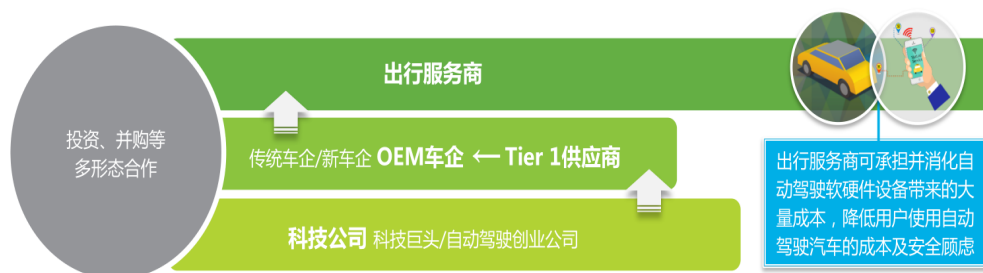 出行服务商
投资、并购等
多形态合作
传统车企/新车企 OEM车企 ← Tier 1供应商
科技公司 科技巨头/自动驾驶创业公司
出行服务商可承担并消化自
动驾驶软硬件设备带来的大
量成本，降低用户使用自动
驾驶汽车的成本及安全顾虑